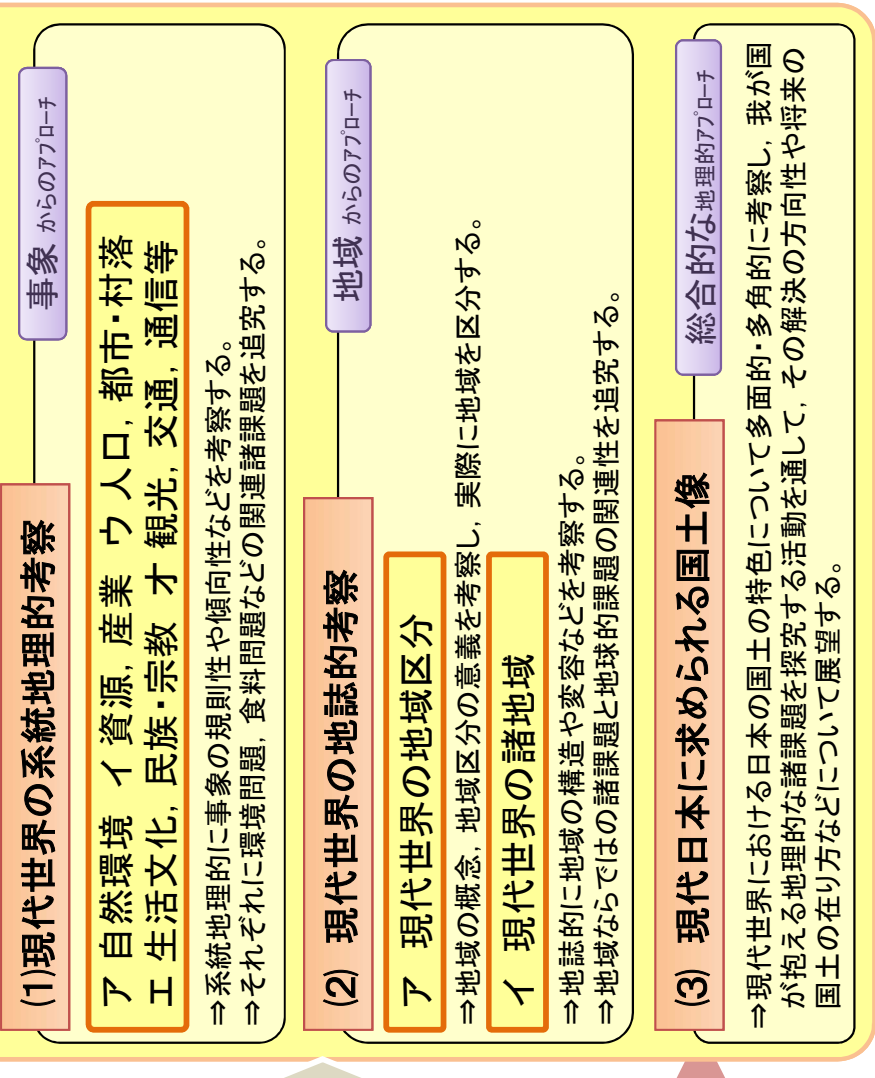 (1)現代世界の系統地理的考察
事象 からのアプローチ
ア 自然環境 イ 資源, 産業 ウ 人口, 都市・村落
エ 生活文化, 民族・宗教 オ 観光, 交通, 通信等
⇒系統地理的に事象の規則性や傾向性などを考察する。
⇒それぞれに環境問題, 食料問題などの関連諸課題を追究する。
(2) 現代世界の地誌的考察
地域 からのアプローチ
ア 現代世界の地域区分
⇒地域の概念, 地域区分の意義を考察し, 実際に地域を区分する。
イ 現代世界の諸地域
⇒地誌的に地域の構造や変容などを考察する。
⇒地域ならではの諸課題と地球的課題の関連性を追究する。
(3) 現代日本に求められる国土像
総合的な地理的アプローチ
⇒現代世界における日本の国土の特色について多面的・多角的に考察し, 我が国
が抱える地理的な諸課題を探究する活動を通して, その解決の方向性や将来の
国土の在り方などについて展望する。